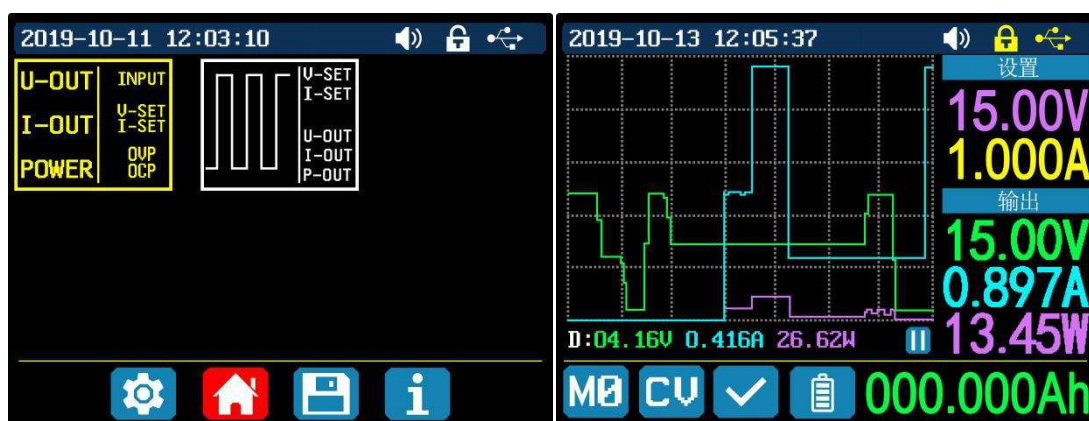 2019-10-11 12:03:10
U-OUT INPUT
I-OUT V-SET
I-SET
POWER OVP
OCP
V-SET
I-SET
U-OUT
I-OUT
P-OUT
i
2019-10-13 12:05:37
设置
15.00V
1.000A
输出
15.00V
0.897A
13.45W
D:04.16V 0.416A 26.62W
M0 CV 000.000Ah